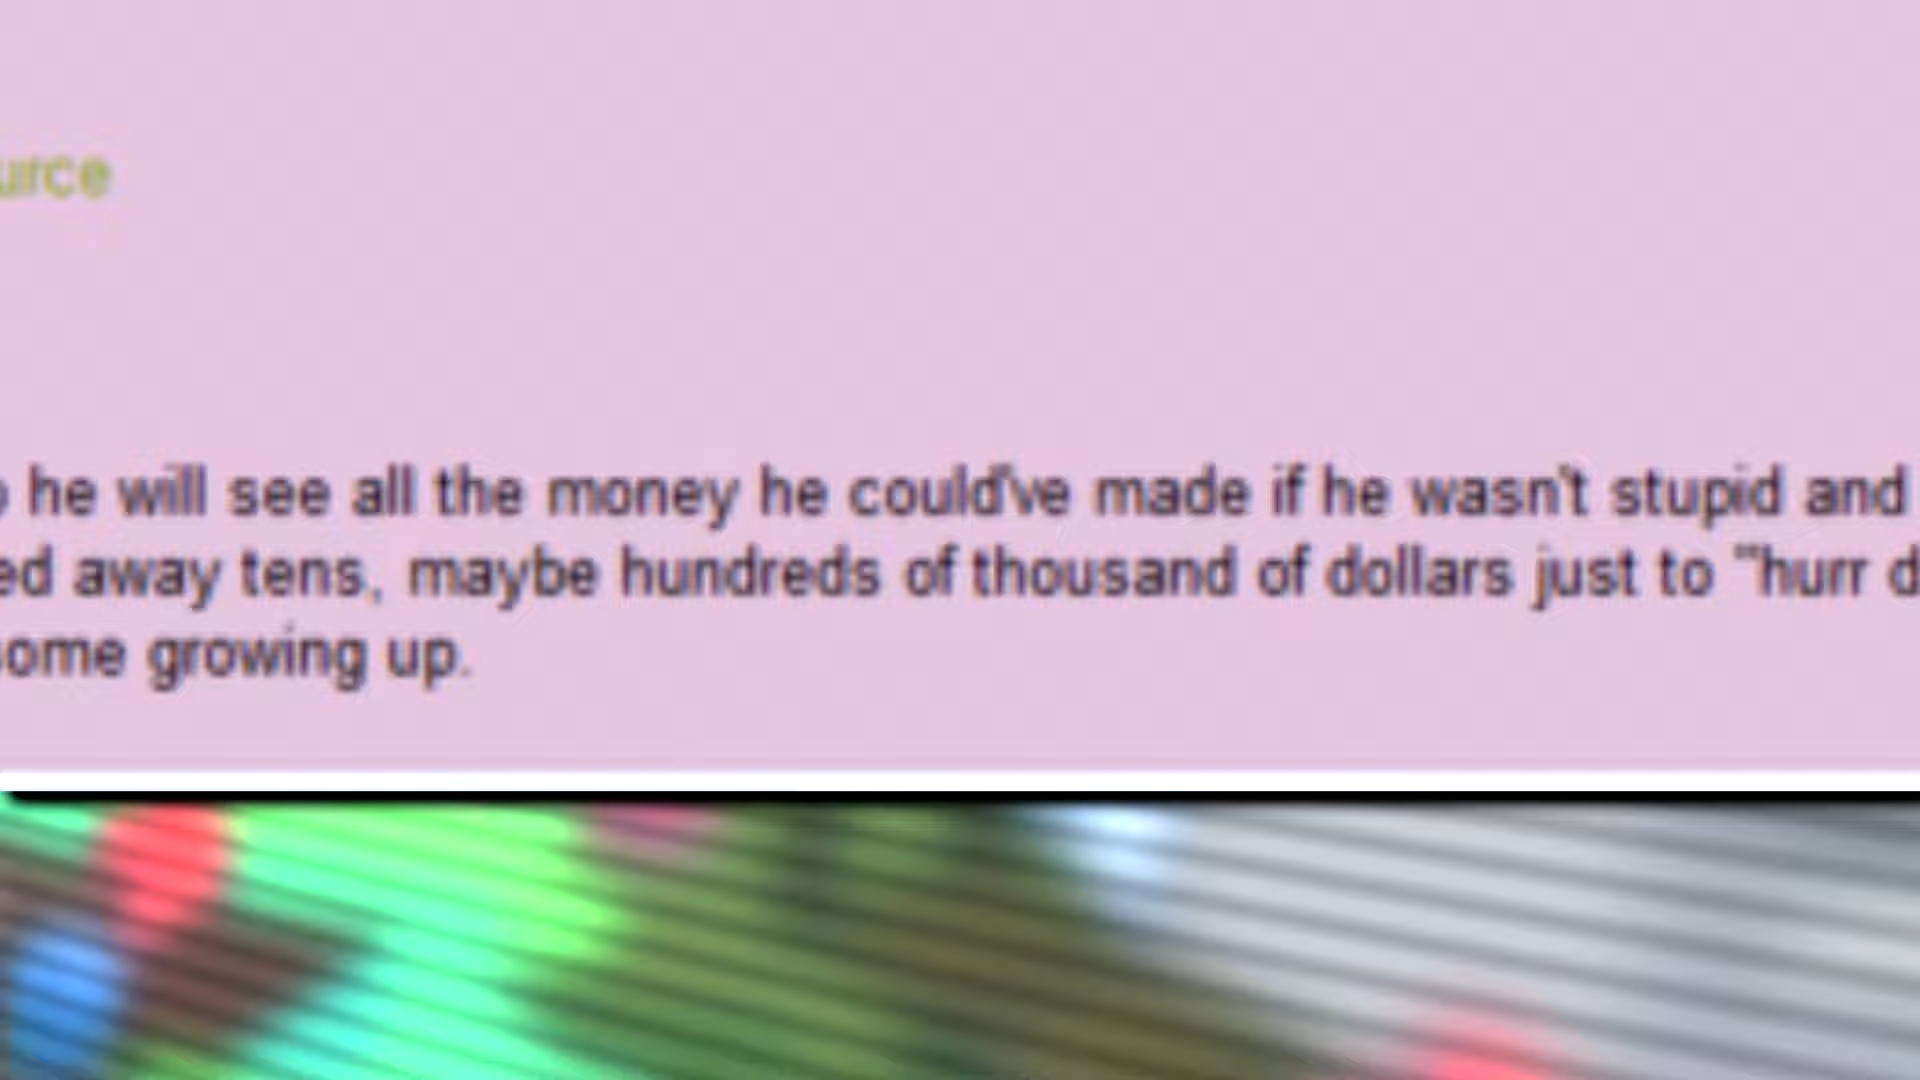 urce
he will see all the money he could've made if he wasn't stupid and
ed away tens, maybe hundreds of thousand of dollars just to "hurr d
some growing up.